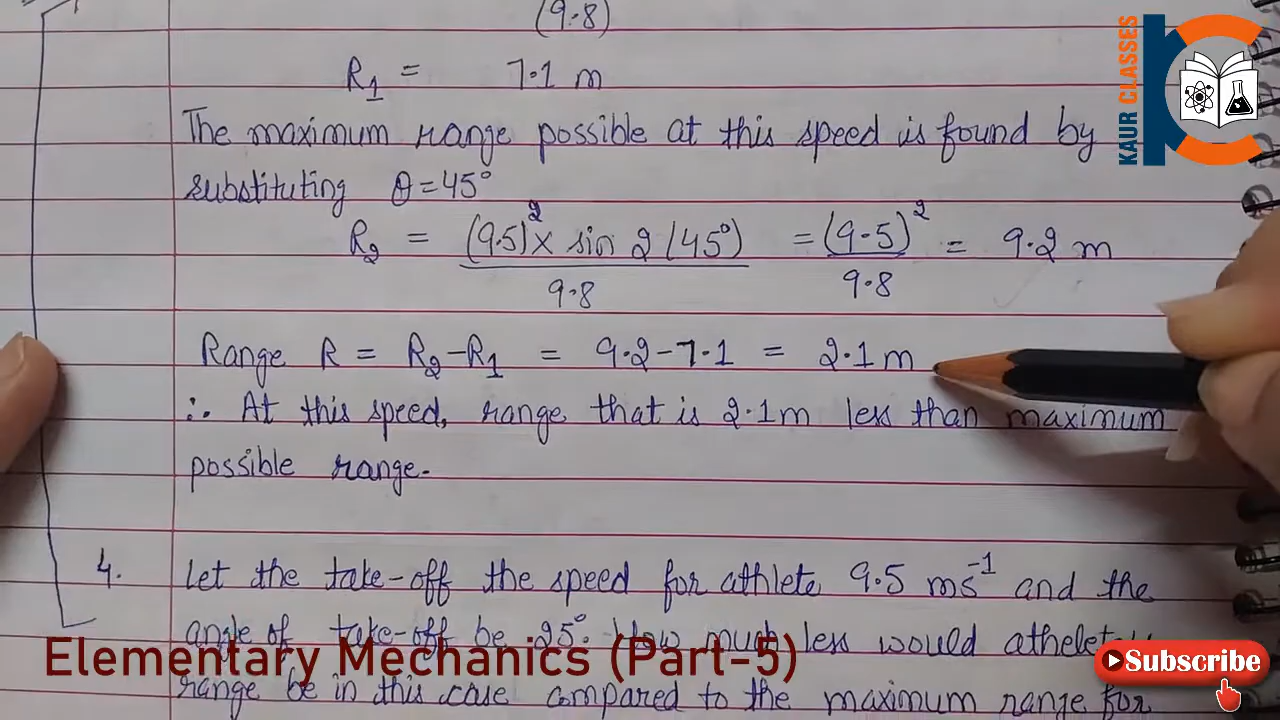 (9.8)
R1 = 7.1 m
The maximum range possible at this speed is found by
substituting θ = 45°
R2 = (9.5)² × sin 2 (45°) / 9.8 = (9.5)² / 9.8 = 9.2 m
Range R = R2 - R1 = 9.2 - 7.1 = 2.1 m
∴ At this speed, range that is 2.1m less than maximum
possible range.
4. Let the take-off the speed for athlete 9.5 ms⁻¹ and the
angle of take-off be 25°. How much less would
range be in this case compared to the maximum range for
KAUR CLASSES
Elementary Mechanics (Part-5)
Subscribe